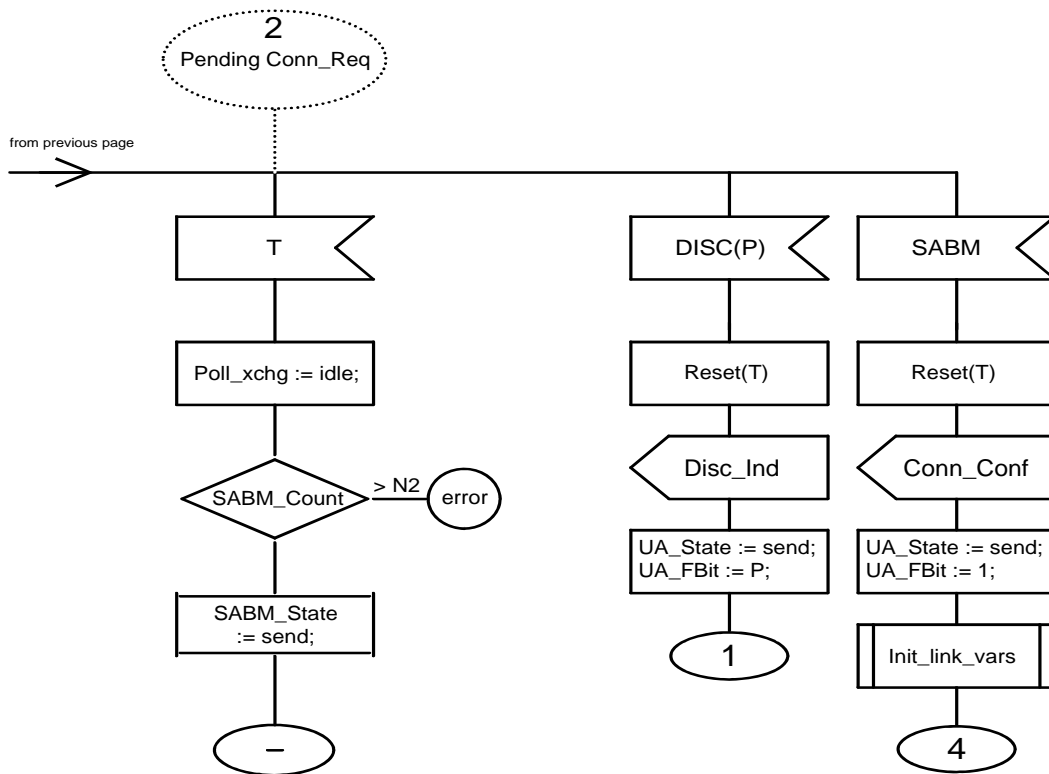 2
Pending Conn_Req
from previous page
T
DISC(P)
SABM
Poll_xchg := idle;
Reset(T)
Reset(T)
Disc_Ind
Conn_Conf
SABM_Count
> N2
error
UA_State := send;
UA_FBit := P;
UA_State := send;
UA_FBit := 1;
SABM_State
:= send;
1
Init_link_vars
–
4